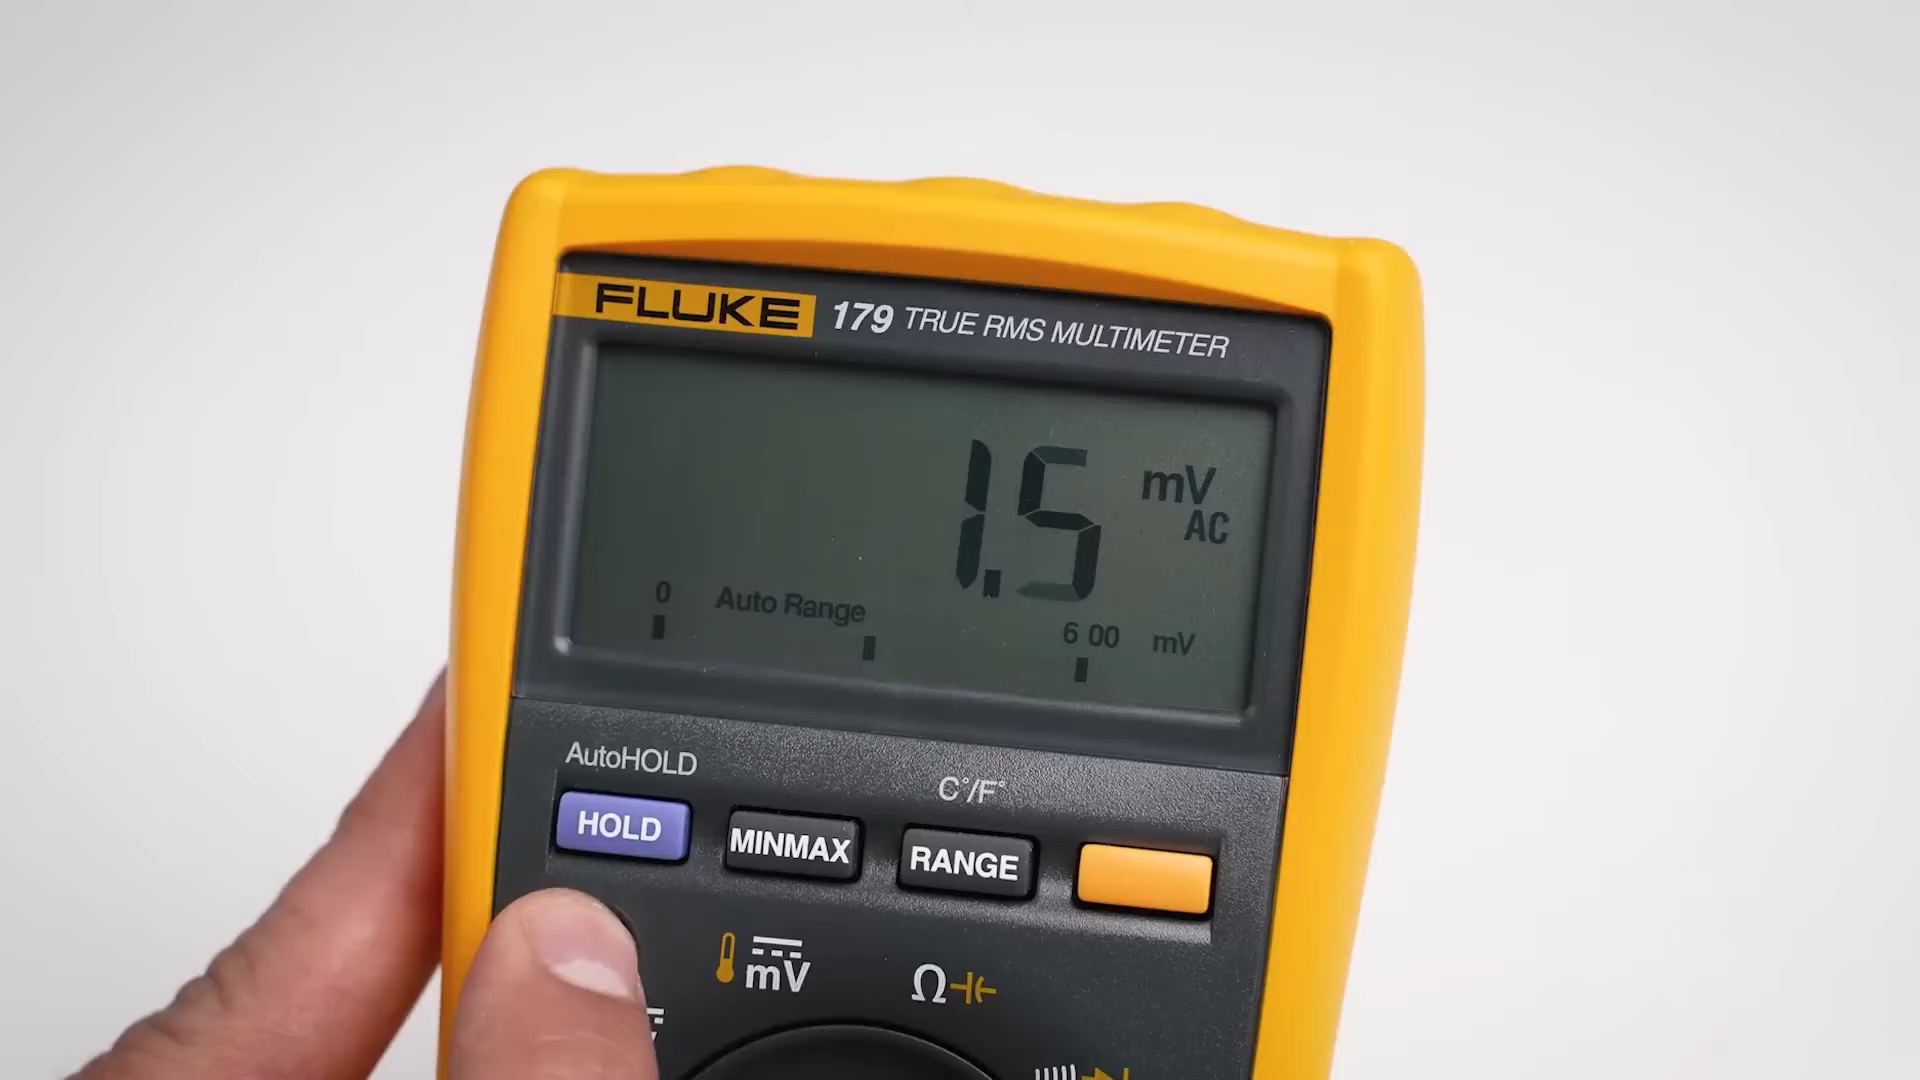 FLUKE 179 TRUE RMS MULTIMETER
1.5 mV AC
0 Auto Range 6 00 mV
AutoHOLD C°/F°
HOLD MINMAX RANGE
mV Ω